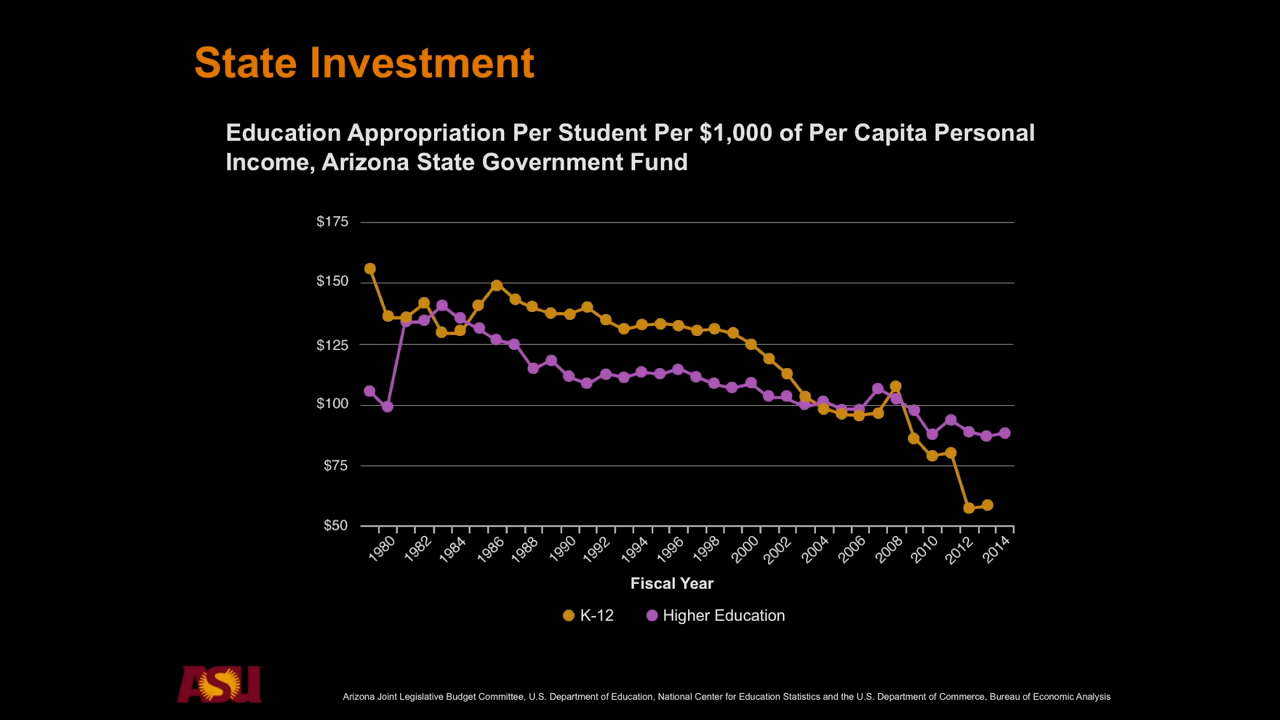 State Investment
Education Appropriation Per Student Per $1,000 of Per Capita Personal
Income, Arizona State Government Fund
$175
$150
$125
$100
$75
$50
1980 1982 1984 1986 1988 1990 1992 1994 1996 1998 2000 2002 2004 2006 2008 2010 2012 2014
Fiscal Year
K-12 Higher Education
ASU
Arizona Joint Legislative Budget Committee, U.S. Department of Education, National Center for Education Statistics and the U.S. Department of Commerce, Bureau of Economic Analysis